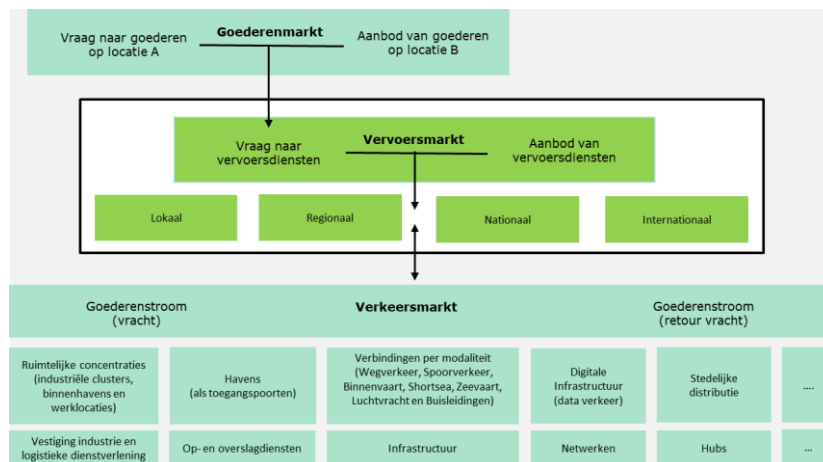 Vraag naar goederen
op locatie A
Goederenmarkt
Aanbod van goederen
op locatie B
Vraag naar
vervoersdiensten
Vervoersmarkt
Aanbod van
vervoersdiensten
Lokaal
Regionaal
Nationaal
Internationaal
Goederenstroom
(vracht)
Verkeersmarkt
Goederenstroom
(retour vracht)
Ruimtelijke concentraties
(industriële clusters,
binnenhavens en
werklocaties)
Havens
(als toegangspoorten)
Verbindingen per modaliteit
(Wegverkeer, Spoorverkeer,
Binnenvaart, Shortsea, Zeevaart,
Luchtvracht en Buisleidingen)
Digitale
Infrastructuur
(data verkeer)
Stedelijke
distributie
....
Vestiging industrie en
logistieke dienstverlening
Op- en overslagdiensten
Infrastructuur
Netwerken
Hubs
...